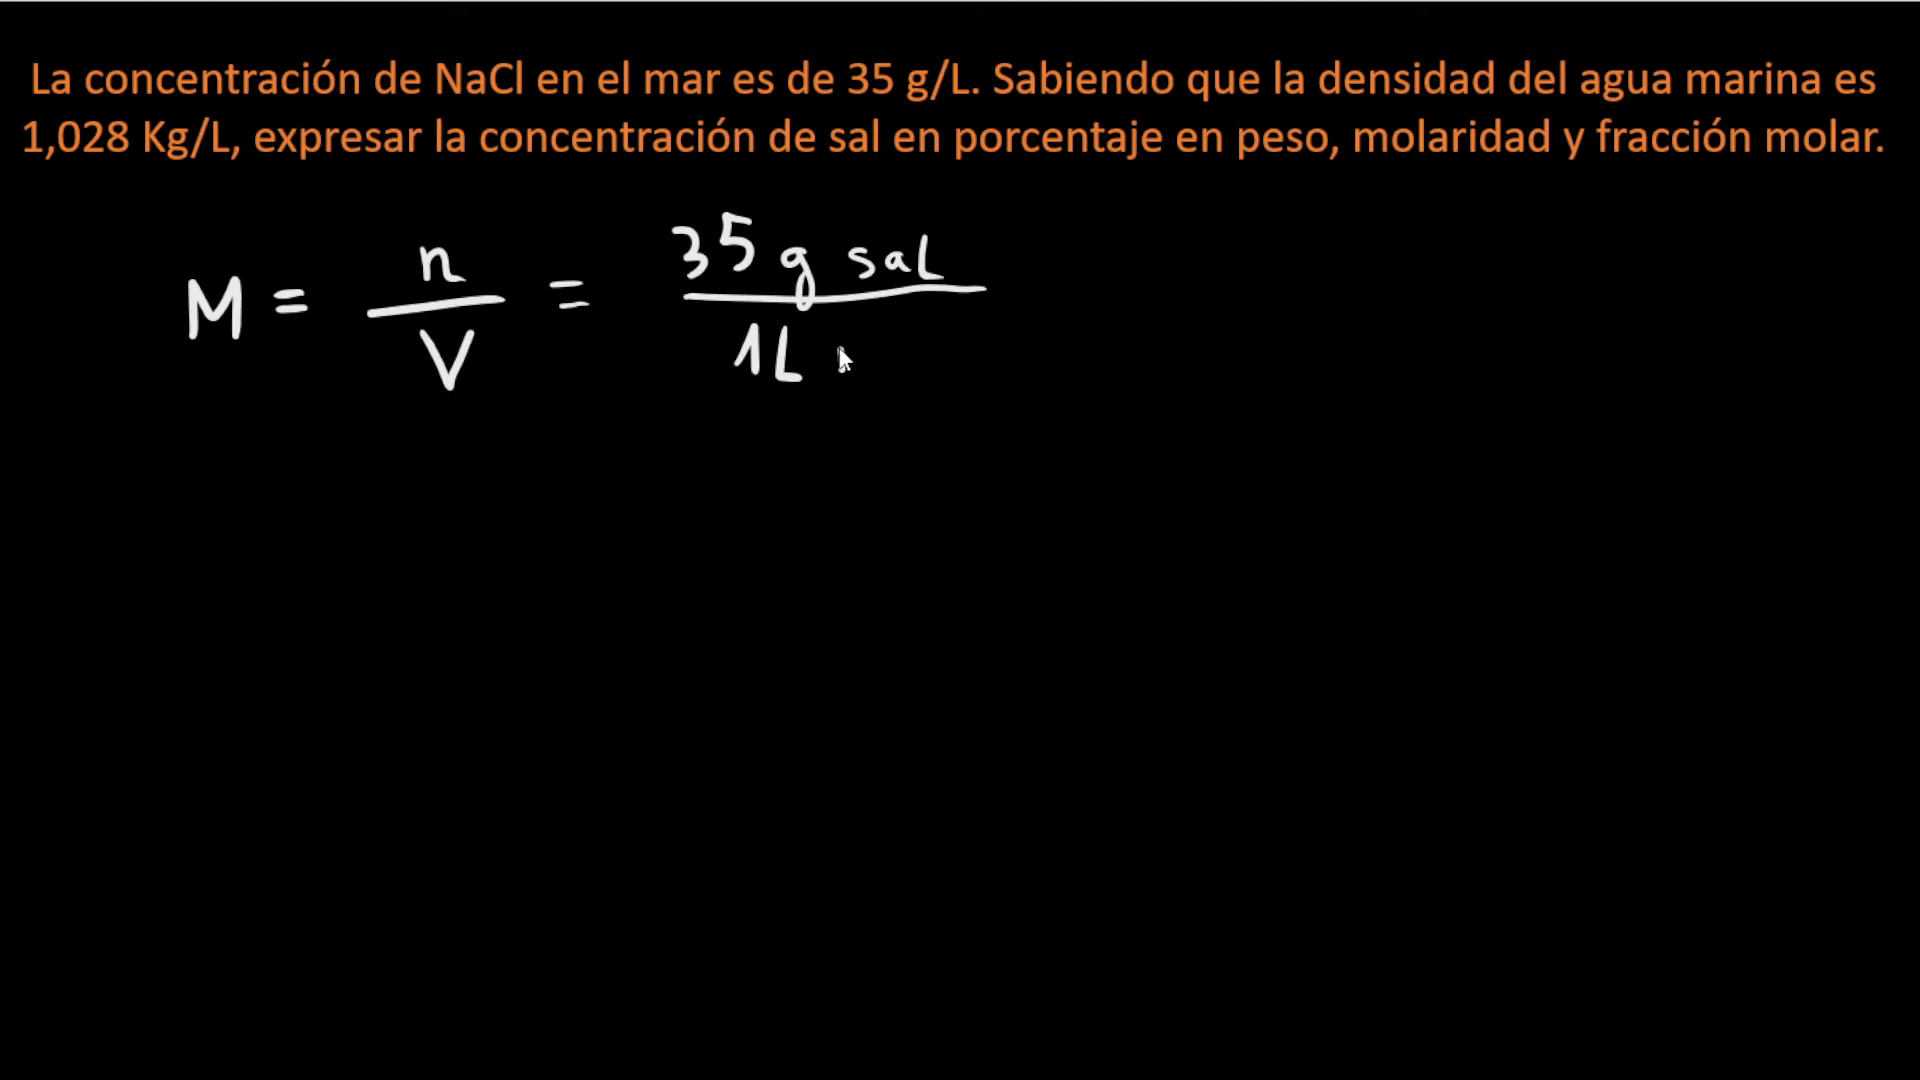 La concentración de NaCl en el mar es de 35 g/L. Sabiendo que la densidad del agua marina es
1,028 Kg/L, expresar la concentración de sal en porcentaje en peso, molaridad y fracción molar.
M = n/V = 35 g sal / 1L